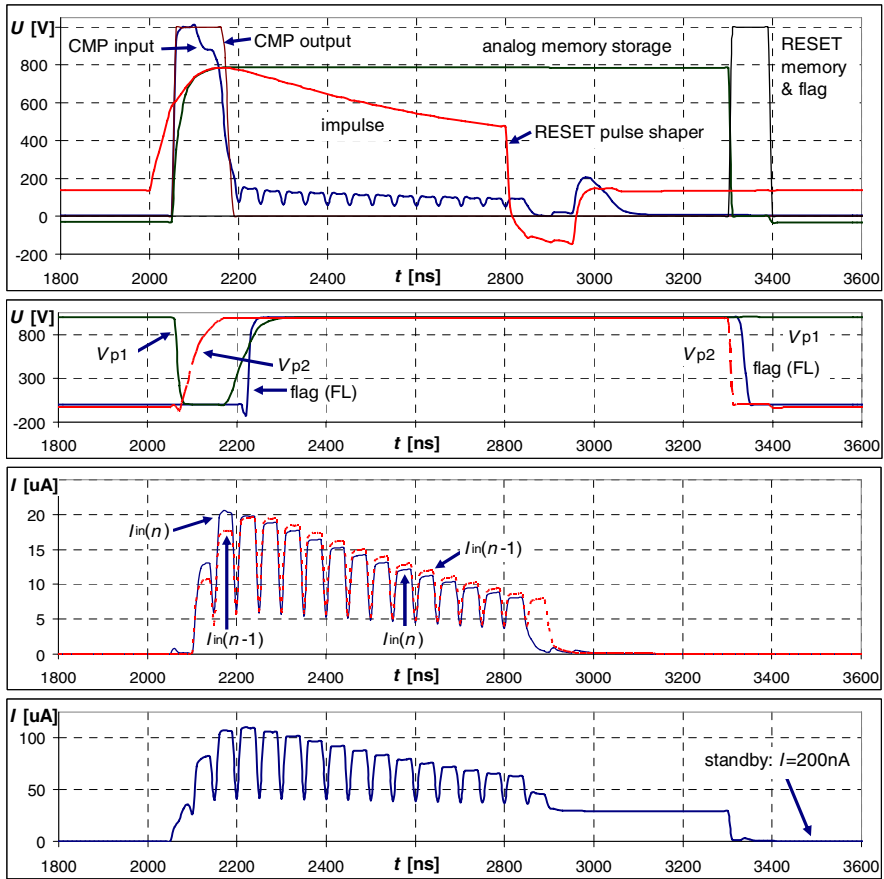 U [V]
CMP input
CMP output
analog memory storage
RESET
memory
& flag
impulse
RESET pulse shaper
800
600
400
200
0
-200
1800 2000 2200 2400 2600 2800 3000 3200 3400 3600
t [ns]
U [V]
800
300
-200
Vp1
Vp2
flag (FL)
Vp2
Vp1
flag (FL)
1800 2000 2200 2400 2600 2800 3000 3200 3400 3600
t [ns]
I [uA]
20
15
10
5
0
Iin(n)
Iin(n-1)
Iin(n-1)
Iin(n)
1800 2000 2200 2400 2600 2800 3000 3200 3400 3600
t [ns]
I [uA]
100
50
0
standby: I=200nA
1800 2000 2200 2400 2600 2800 3000 3200 3400 3600
t [ns]